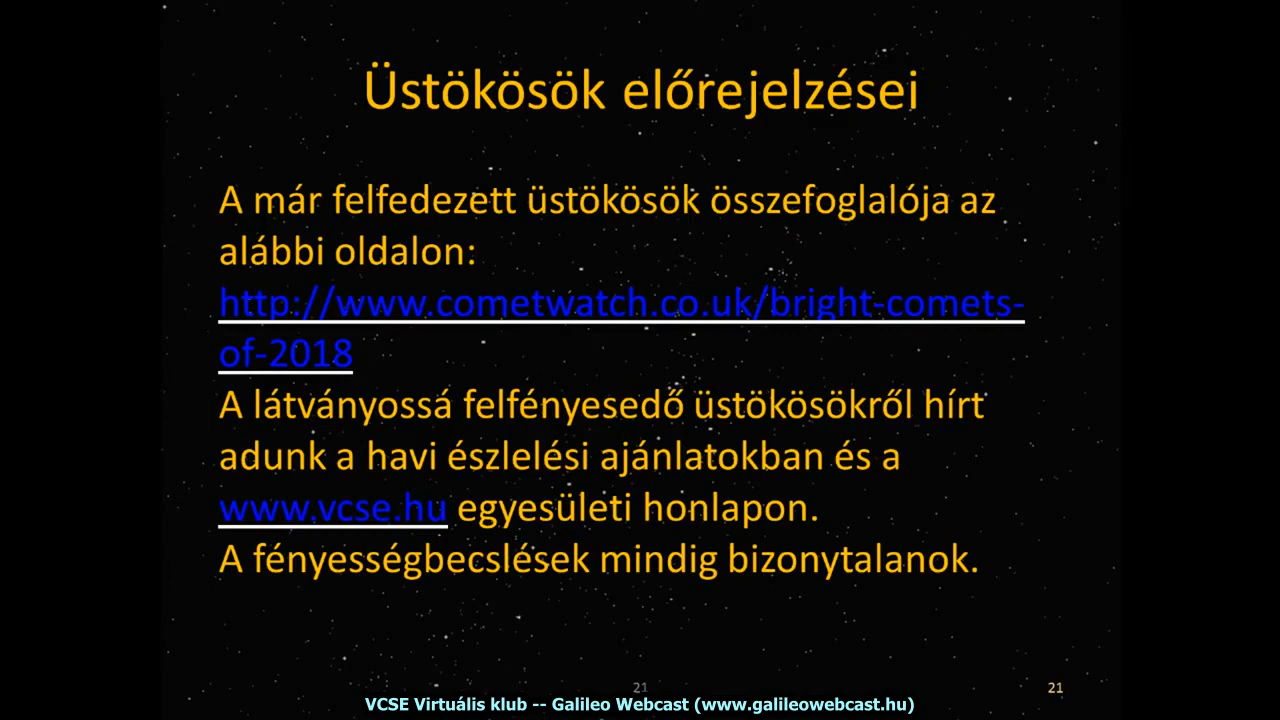 Üstökösök előrejelzései
A már felfedezett üstökösök összefoglalója az
alábbi oldalon:
http://www.cometwatch.co.uk/bright-comets-
of-2018
A látványossá felfényesedő üstökösökről hírt
adunk a havi észlelési ajánlatokban és a
www.vcse.hu egyesületi honlapon.
A fényességbecslések mindig bizonytalanok.
21
21
VCSE Virtuális klub -- Galileo Webcast (www.galileowebcast.hu)